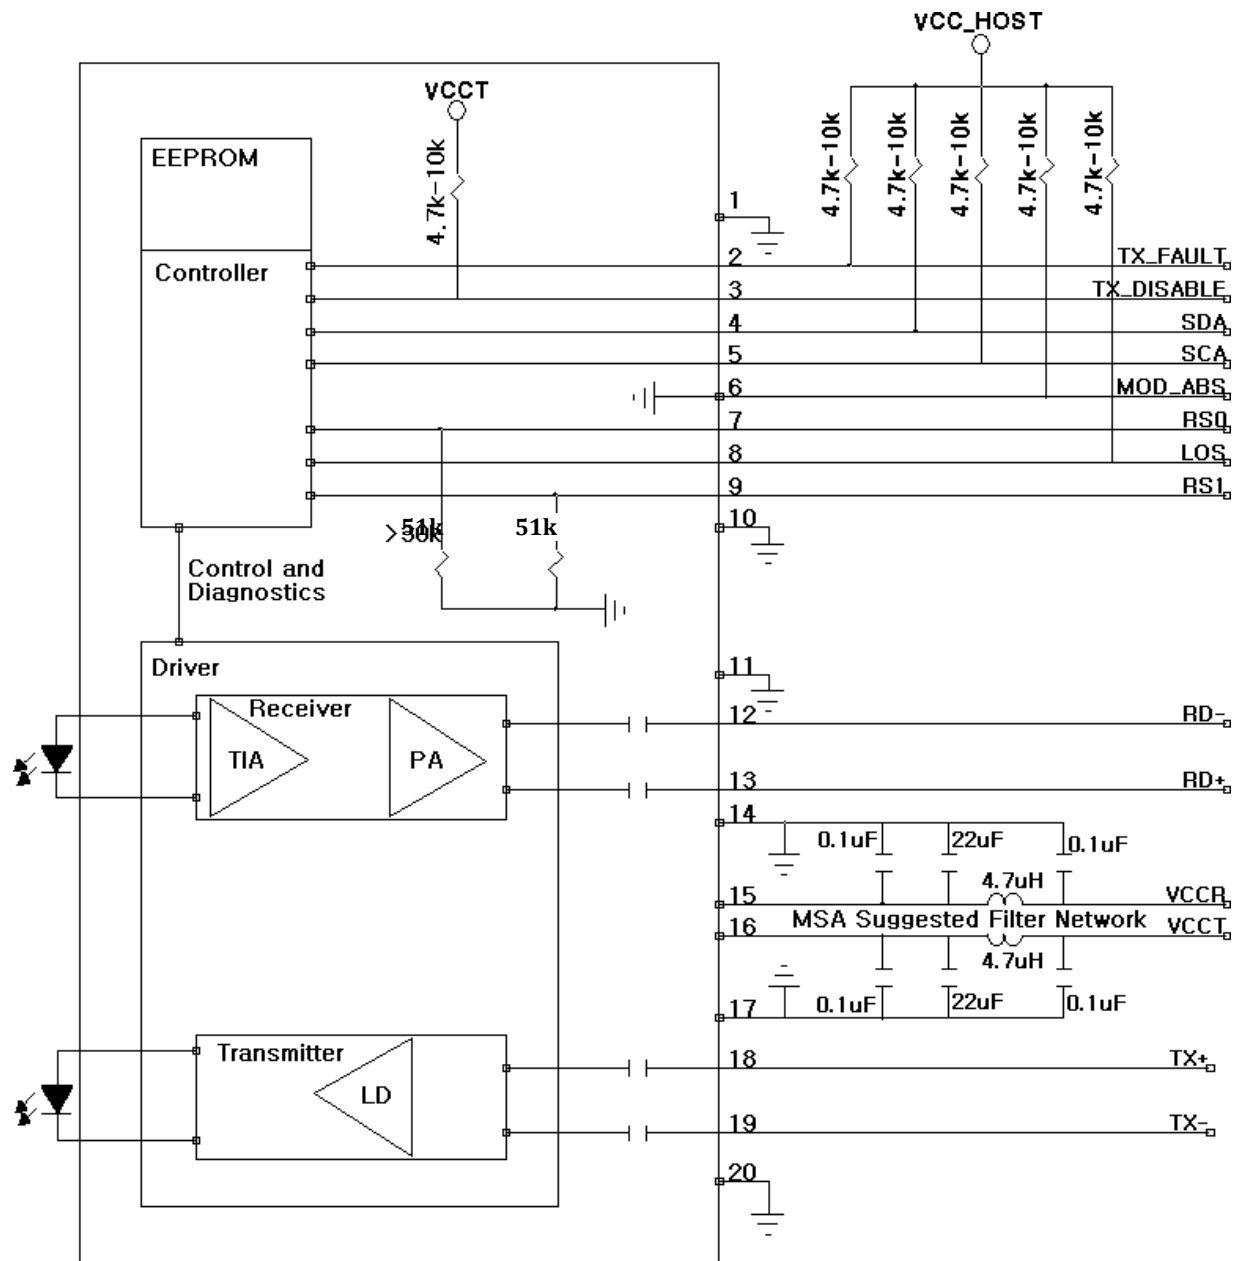 VCC_HOST
VCCT
4.7k-10k
4.7k-10k
4.7k-10k
4.7k-10k
4.7k-10k
4.7k-10k
EEPROM
Controller
1
2 TX_FAULT
3 TX_DISABLE
4 SDA
5 SCA
6 MOD_ABS
7 RS0
8 LOS
9 RS1
10
51k
51k
Control and
Diagnostics
Driver
Receiver
TIA
PA
11
12 RD-
13 RD+
14
0.1uF 22uF 0.1uF
4.7uH
15 VCCR
MSA Suggested Filter Network
16 VCCT
4.7uH
0.1uF 22uF 0.1uF
17
Transmitter
LD
18 TX+
19 TX-
20